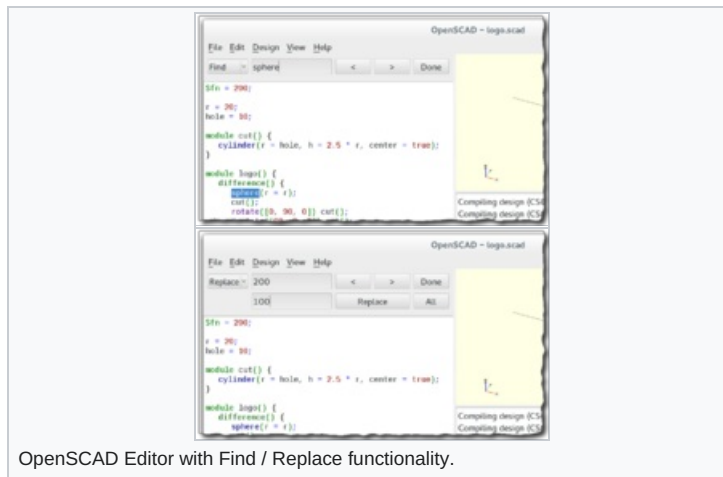 OpenSCAD - logo.scad
File Edit Design View Help
Find sphere < > Done
$fn = 200;
r = 20;
hole = 10;
module cut() {
cylinder(r = hole, h = 2.5 * r, center = true);
}
module logo() {
difference() {
sphere(r = r);
cut();
rotate([0, 90, 0]) cut();
Compiling design (CSG
Compiling design (CSG
OpenSCAD - logo.scad
File Edit Design View Help
Replace 200 < > Done
100 Replace All
$fn = 200;
r = 20;
hole = 10;
module cut() {
cylinder(r = hole, h = 2.5 * r, center = true);
}
module logo() {
difference() {
sphere(r = r);
Compiling design (CSG
Compiling design (CSG
OpenSCAD Editor with Find / Replace functionality.